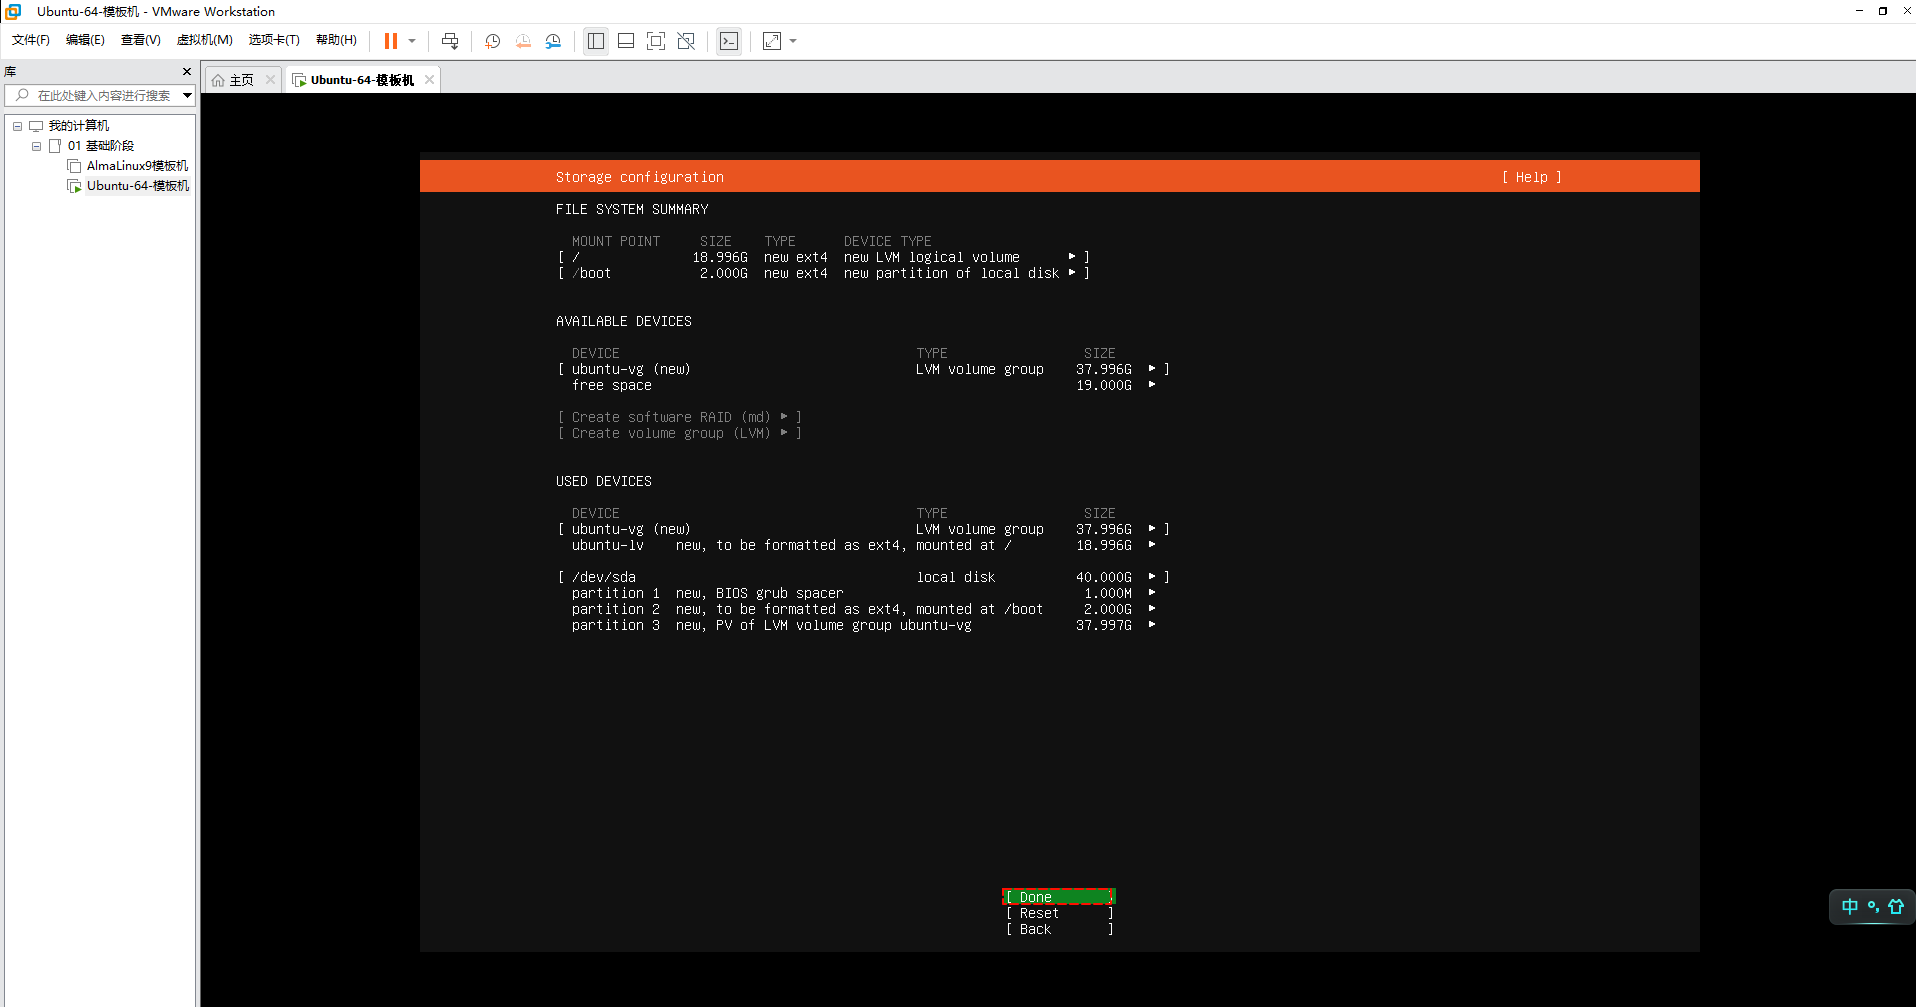 Ubuntu-64-模板机 - VMware Workstation
文件(F) 编辑(E) 查看(V) 虚拟机(M) 选项卡(T) 帮助(H)
库
在此处键入内容进行搜索
我的计算机
01 基础阶段
AlmaLinux9模板机
Ubuntu-64-模板机
主页
Ubuntu-64-模板机
Storage configuration [ Help ]
FILE SYSTEM SUMMARY
MOUNT POINT SIZE TYPE DEVICE TYPE
[ / 18.996G new ext4 new LVM logical volume ▸ ]
[ /boot 2.000G new ext4 new partition of local disk ▸ ]
AVAILABLE DEVICES
DEVICE TYPE SIZE
[ ubuntu-vg (new) LVM volume group 37.996G ▸ ]
free space 19.000G ▸
[ Create software RAID (md) ▸ ]
[ Create volume group (LVM) ▸ ]
USED DEVICES
DEVICE TYPE SIZE
[ ubuntu-vg (new) LVM volume group 37.996G ▸ ]
ubuntu-lv new, to be formatted as ext4, mounted at / 18.996G ▸
[ /dev/sda local disk 40.000G ▸ ]
partition 1 new, BIOS grub spacer 1.000M ▸
partition 2 new, to be formatted as ext4, mounted at /boot 2.000G ▸
partition 3 new, PV of LVM volume group ubuntu-vg 37.997G ▸
[ Done ]
[ Reset ]
[ Back ]
中 °,